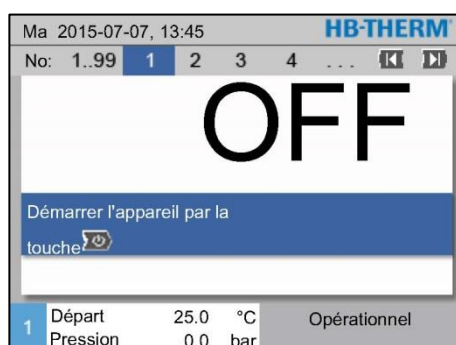 Ma 2015-07-07, 13:45 HB-THERM
No: 1..99 1 2 3 4 ...
OFF
Démarrer l'appareil par la
touche
1 Départ 25.0 °C Opérationnel
Pression 0.0 bar